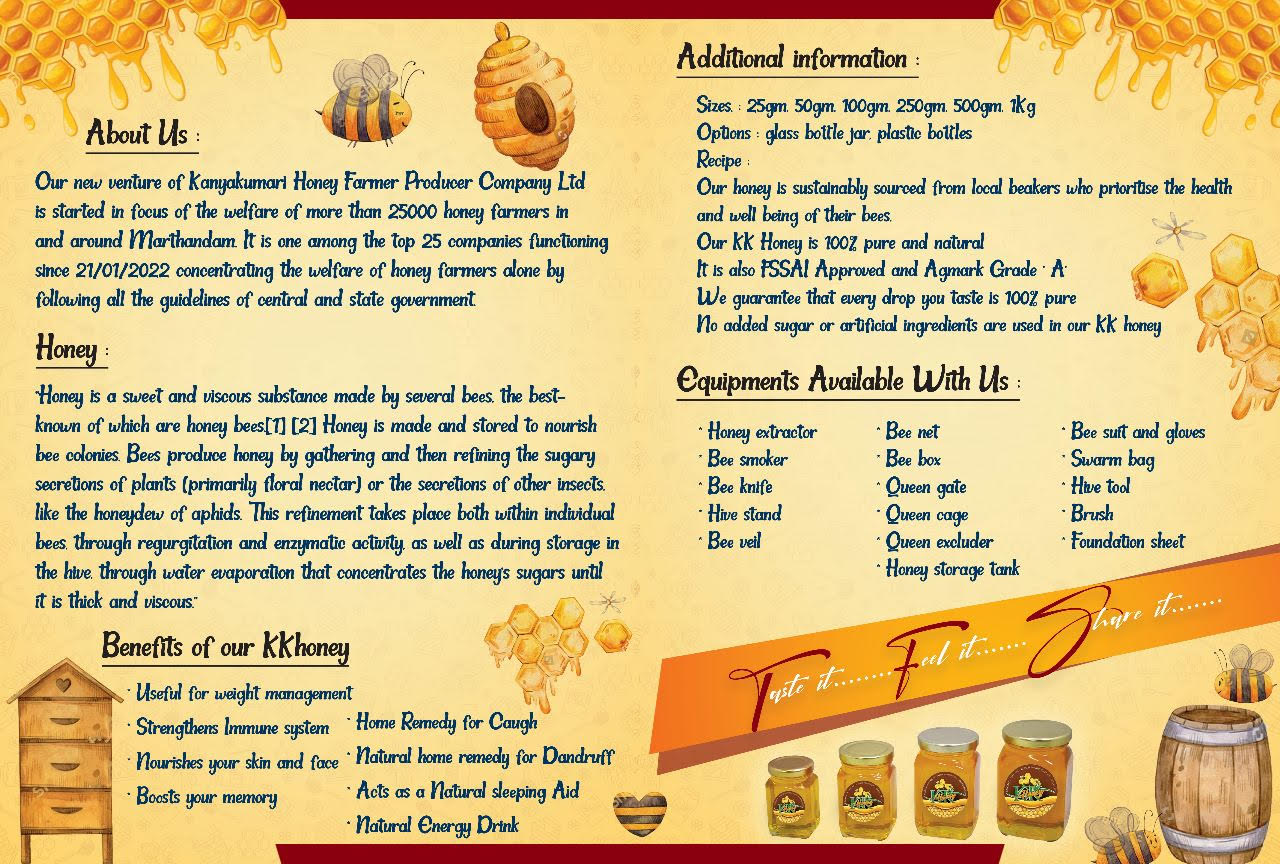 About Us :
Our new venture of Kanyakumari Honey Farmer Producer Company Ltd
is started in focus of the welfare of more than 25000 honey farmers in
and around Marthandam. It is one among the top 25 companies functioning
since 21/01/2022 concentrating the welfare of honey farmers alone by
following all the guidelines of central and state government.
Honey :
"Honey is a sweet and viscous substance made by several bees, the best-
known of which are honey bees.[1] [2] Honey is made and stored to nourish
bee colonies. Bees produce honey by gathering and then refining the sugary
secretions of plants (primarily floral nectar) or the secretions of other insects,
like the honeydew of aphids. This refinement takes place both within individual
bees, through regurgitation and enzymatic activity, as well as during storage in
the hive, through water evaporation that concentrates the honey's sugars until
it is thick and viscous."
Benefits of our KKhoney
* Useful for weight management
* Strengthens Immune system
* Nourishes your skin and face
* Boosts your memory
* Home Remedy for Caugh
* Natural home remedy for Dandruff
* Acts as a Natural sleeping Aid
* Natural Energy Drink
Additional information :
Sizes. : 25gm, 50gm, 100gm, 250gm, 500gm, 1Kg
Options : glass bottle jar, plastic bottles
Recipe :
Our honey is sustainably sourced from local beakers who prioritise the health
and well being of their bees.
Our KK Honey is 100% pure and natural
It is also FSSAI Approved and Agmark Grade ' A'
We guarantee that every drop you taste is 100% pure
No added sugar or artificial ingredients are used in our KK honey
Equipments Available With Us :
* Honey extractor
* Bee smoker
* Bee knife
* Hive stand
* Bee veil
* Bee net
* Bee box
* Queen gate
* Queen cage
* Queen excluder
* Honey storage tank
* Bee suit and gloves
* Swarm bag
* Hive tool
* Brush
* Foundation sheet
Taste it........Feel it....... Share it.......